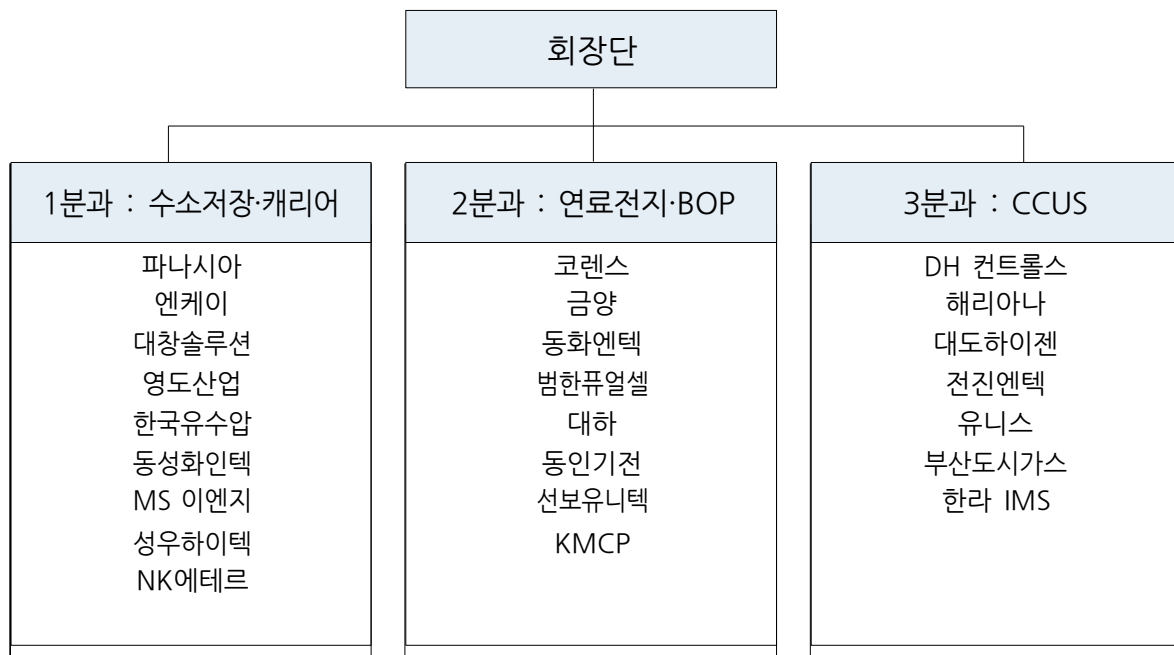 회장단
1분과 : 수소저장·캐리어
파나시아
엔케이
대창솔루션
영도산업
한국유수압
동성화인텍
MS 이엔지
성우하이텍
NK에테르
2분과 : 연료전지·BOP
코렌스
금양
동화엔텍
범한퓨얼셀
대하
동인기전
선보유니텍
KMCP
3분과 : CCUS
DH 컨트롤스
해리아나
대도하이젠
전진엔텍
유니스
부산도시가스
한라 IMS